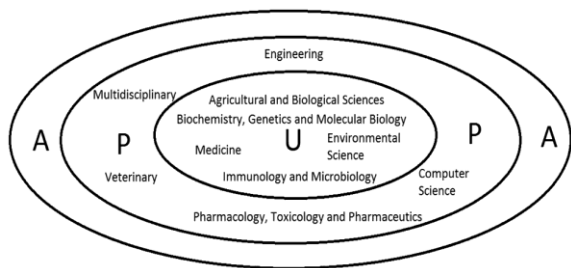 Engineering
Multidisciplinary
Agricultural and Biological Sciences
Biochemistry, Genetics and Molecular Biology
A P U P A
Medicine
Environmental
Science
Veterinary
Immunology and Microbiology
Computer
Science
Pharmacology, Toxicology and Pharmaceutics